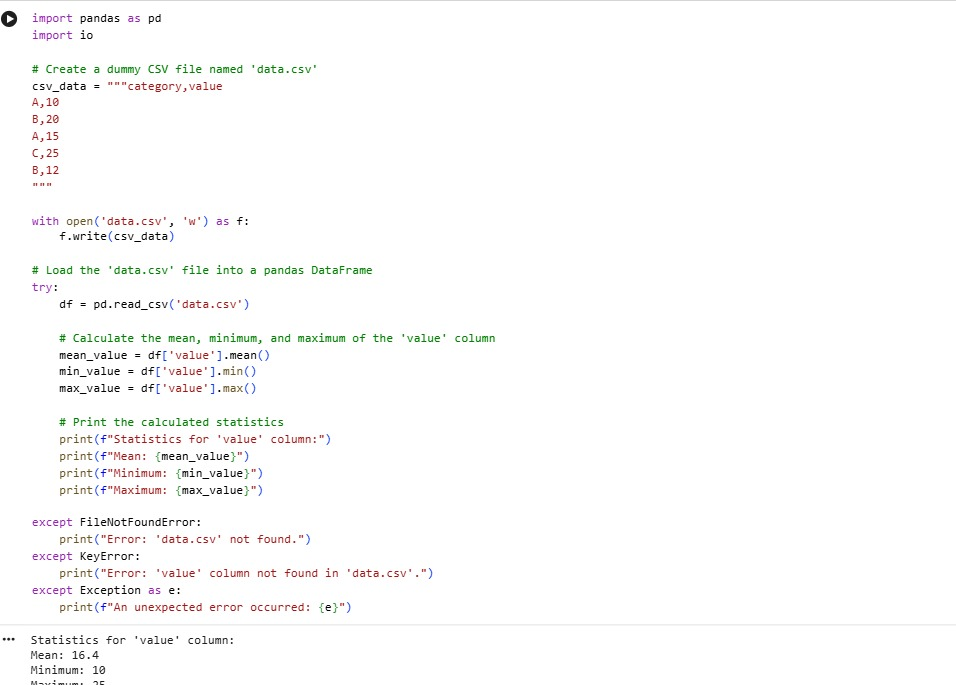 import pandas as pd
import io
# Create a dummy CSV file named 'data.csv'
csv_data = """category,value
A,10
B,20
A,15
C,25
B,12
"""
with open('data.csv', 'w') as f:
    f.write(csv_data)
# Load the 'data.csv' file into a pandas DataFrame
try:
    df = pd.read_csv('data.csv')
    # Calculate the mean, minimum, and maximum of the 'value' column
    mean_value = df['value'].mean()
    min_value = df['value'].min()
    max_value = df['value'].max()
    # Print the calculated statistics
    print(f"Statistics for 'value' column:")
    print(f"Mean: {mean_value}")
    print(f"Minimum: {min_value}")
    print(f"Maximum: {max_value}")
except FileNotFoundError:
    print("Error: 'data.csv' not found.")
except KeyError:
    print("Error: 'value' column not found in 'data.csv'.")
except Exception as e:
    print(f"An unexpected error occurred: {e}")
Statistics for 'value' column:
Mean: 16.4
Minimum: 10
Maximum: 25